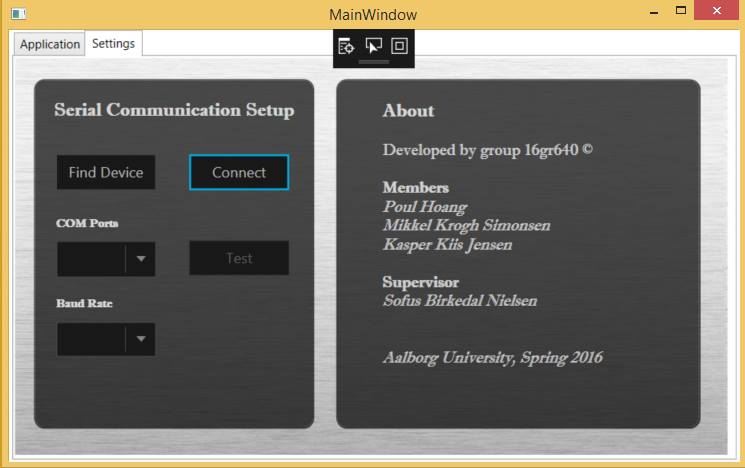 MainWindow
Application
Settings
Serial Communication Setup
Find Device
Connect
COM Ports
Test
Baud Rate
About
Developed by group 16gr640 ©
Members
Poul Hoang
Mikkel Krogh Simonsen
Kasper Kiis Jensen
Supervisor
Sofus Birkedal Nielsen
Aalborg University, Spring 2016